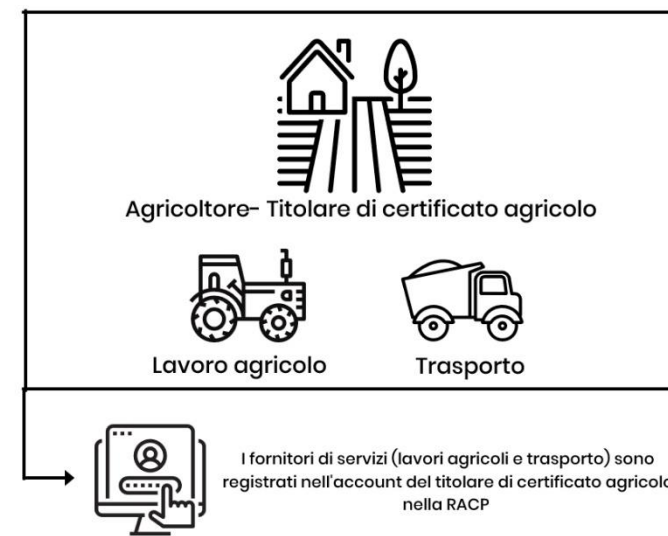 Agricoltore- Titolare di certificato agricolo
Lavoro agricolo
Trasporto
I fornitori di servizi (lavori agricoli e trasporto) sono
registrati nell'account del titolare di certificato agricolo
nella RACP